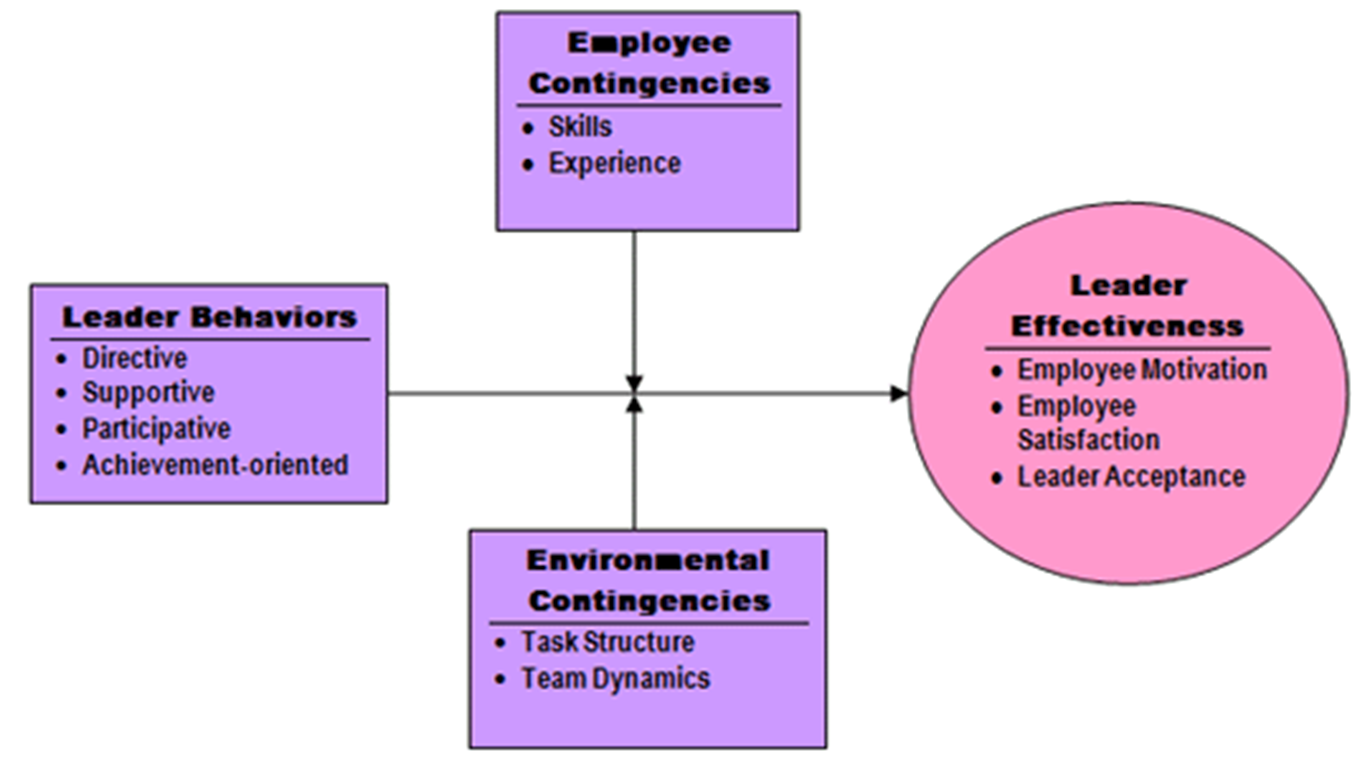 Employee
Contingencies
• Skills
• Experience
Leader Behaviors
• Directive
• Supportive
• Participative
• Achievement-oriented
Leader
Effectiveness
• Employee Motivation
• Employee
Satisfaction
• Leader Acceptance
Environmental
Contingencies
• Task Structure
• Team Dynamics